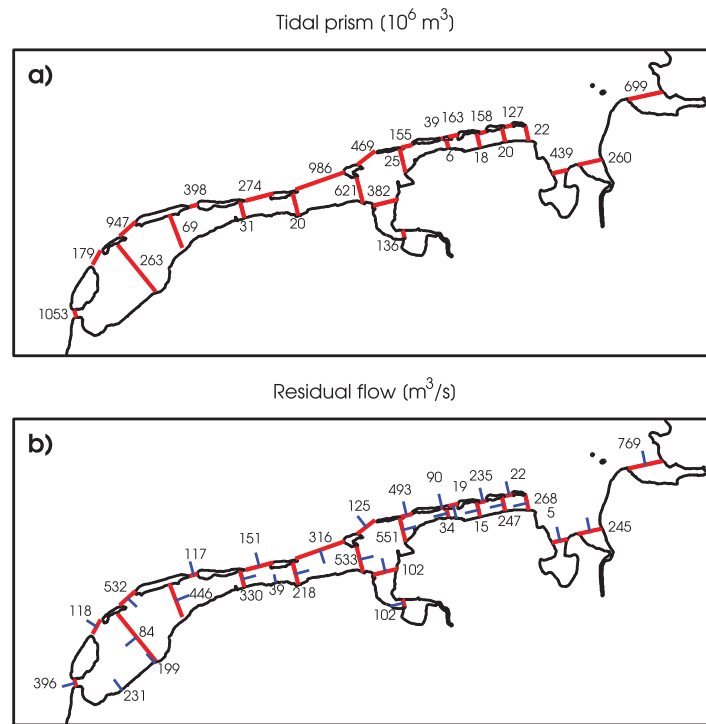 Tidal prism (10⁶ m³)
a)
699
39 163 158 127
155 22
469
986 25 6 18 20 439 260
274 621 382
398
947 69 31 20
136
179 263
1053
Residual flow (m³/s)
b)
769
22
90 19 235
493 268
125 5
316 551 34 15 247 245
151
117 533 102
532 446 330 39 218
118 102
84
199
396 231